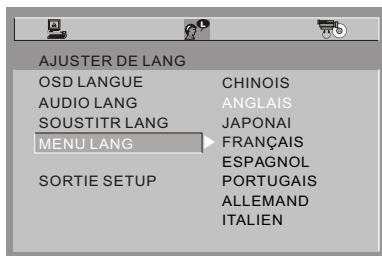 AJUSTER DE LANG
OSD LANGUE
AUDIO LANG
SOUSTITR LANG
MENU LANG
SORTIE SETUP
CHINOIS
ANGLAIS
JAPONAI
FRANÇAIS
ESPAGNOL
PORTUGAIS
ALLEMAND
ITALIEN